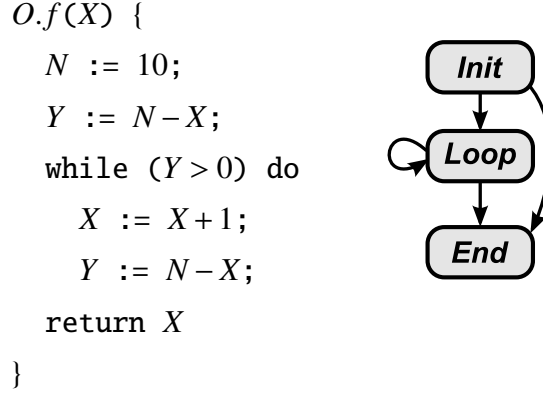 O.f(X) {
N := 10;
Y := N−X;
while (Y > 0) do
X := X+1;
Y := N−X;
return X
}
Init
Loop
End